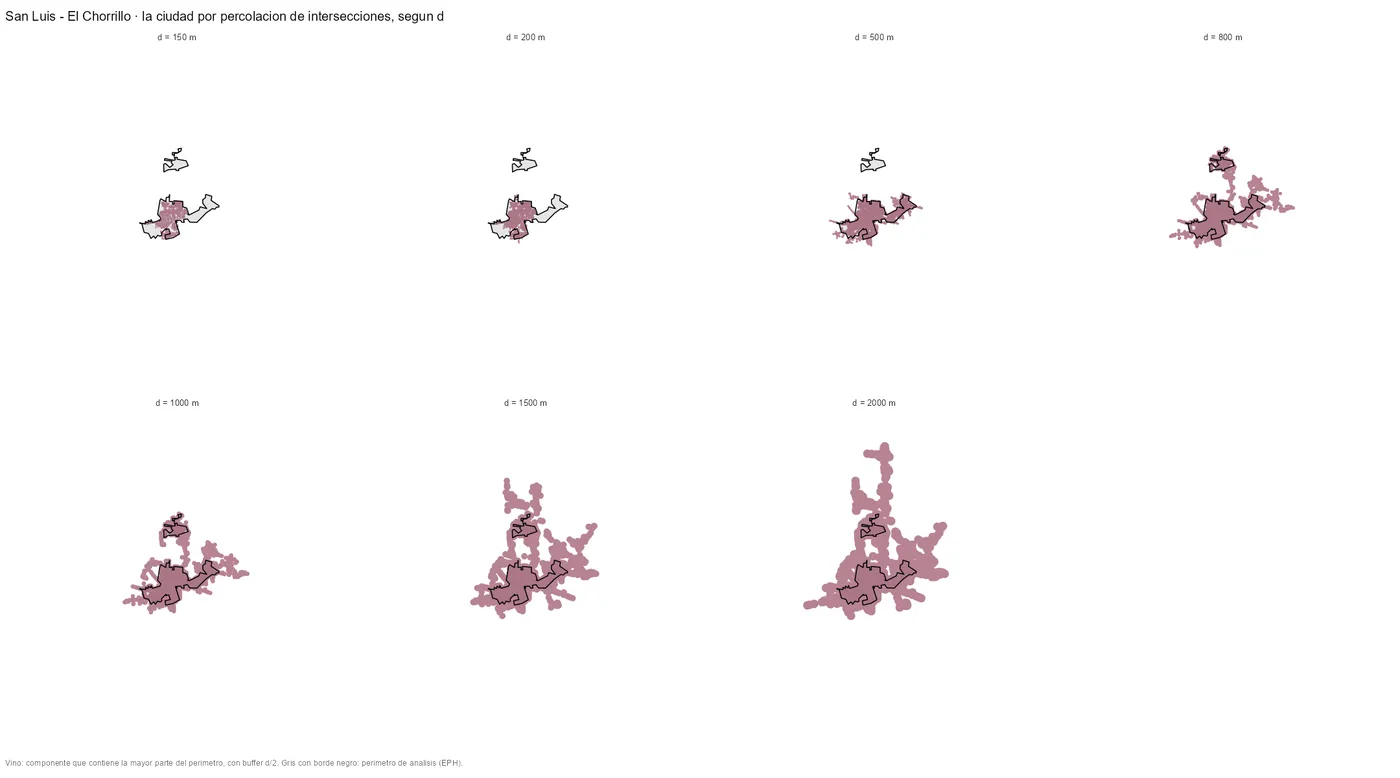 San Luis - El Chorrillo · la ciudad por percolacion de intersecciones, segun d
d = 150 m
d = 200 m
d = 500 m
d = 800 m
d = 1000 m
d = 1500 m
d = 2000 m
Vino: componente que contiene la mayor parte del perimetro, con buffer d/2. Gris con borde negro: perimetro de analisis (EPH).